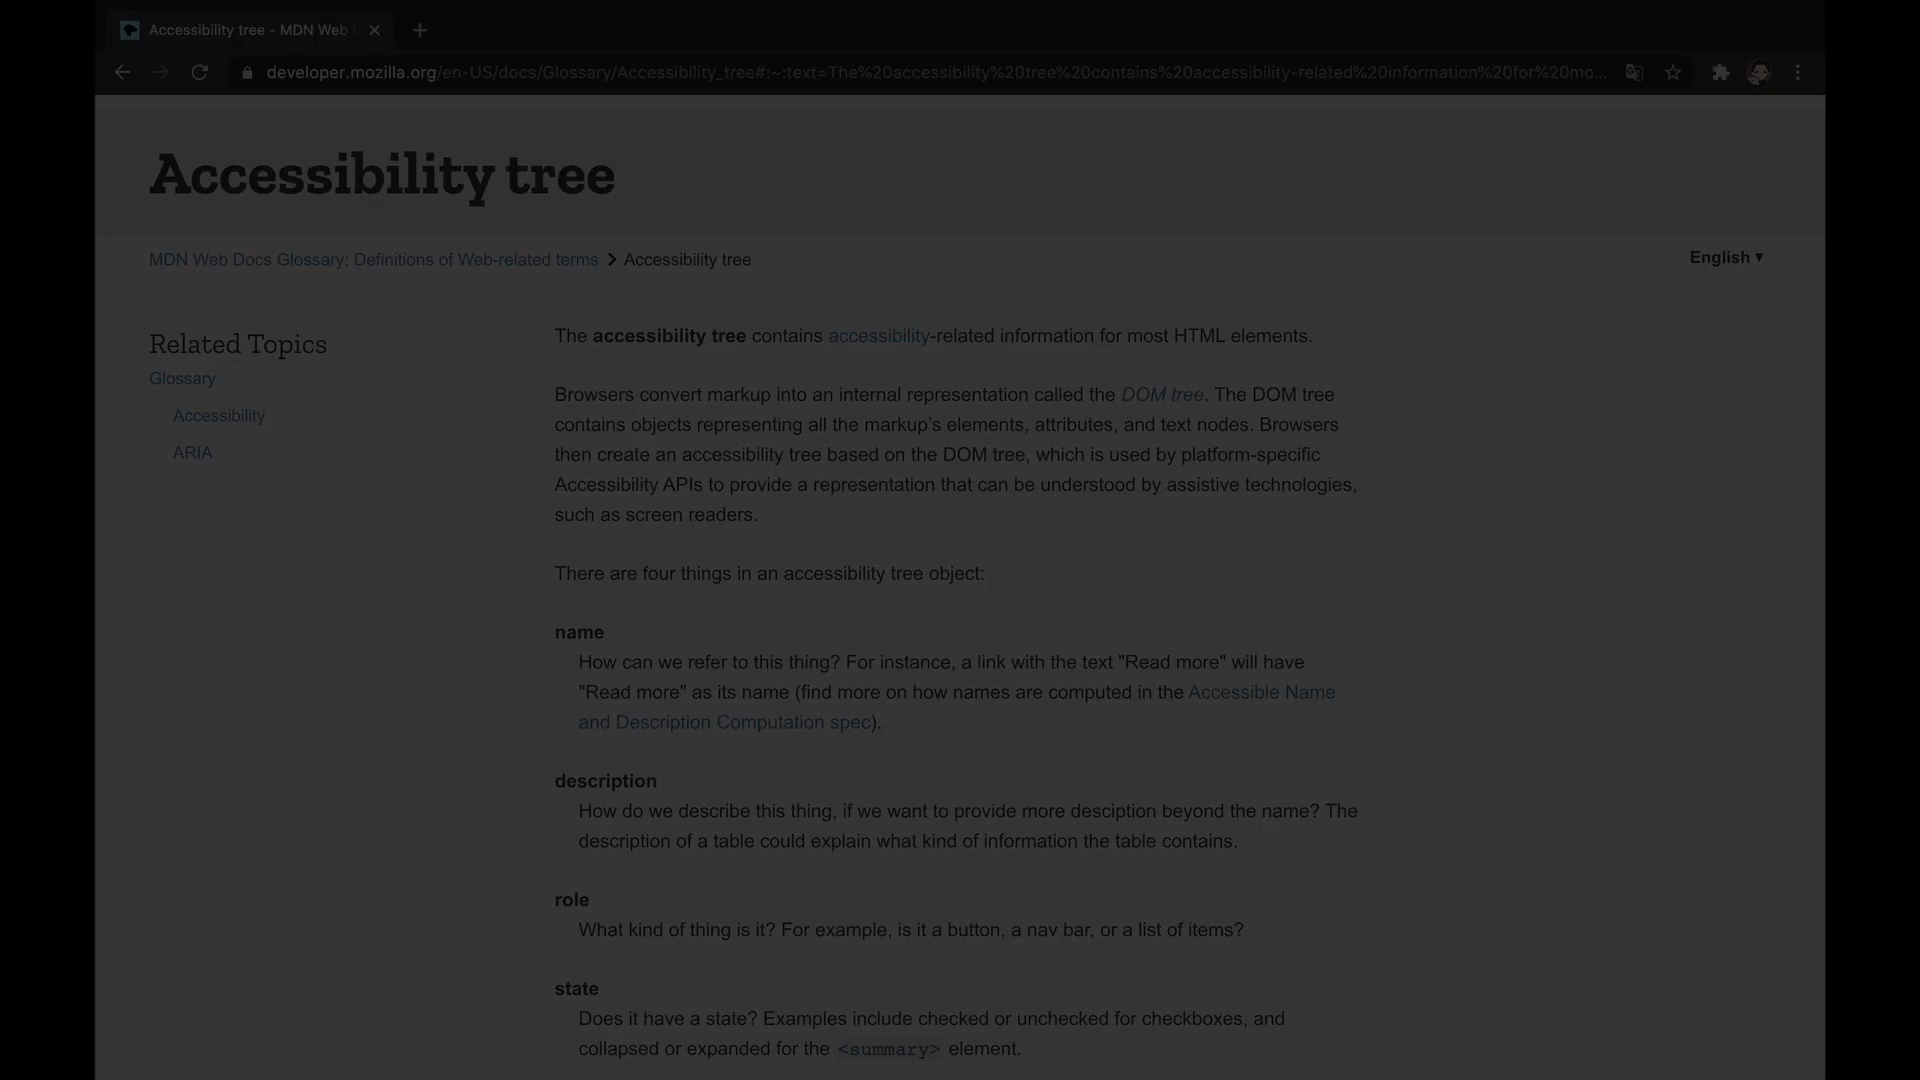 Accessibility tree - MDN Web
developer.mozilla.org/en-US/docs/Glossary/Accessibility_tree#:~:text=The%20accessibility%20tree%20contains%20accessibility-related%20information%20for%20mo...
Accessibility tree
MDN Web Docs Glossary: Definitions of Web-related terms > Accessibility tree
English ▼
Related Topics
Glossary
Accessibility
ARIA
The accessibility tree contains accessibility-related information for most HTML elements.
Browsers convert markup into an internal representation called the DOM tree. The DOM tree
contains objects representing all the markup’s elements, attributes, and text nodes. Browsers
then create an accessibility tree based on the DOM tree, which is used by platform-specific
Accessibility APIs to provide a representation that can be understood by assistive technologies,
such as screen readers.
There are four things in an accessibility tree object:
name
How can we refer to this thing? For instance, a link with the text "Read more" will have
"Read more" as its name (find more on how names are computed in the Accessible Name
and Description Computation spec).
description
How do we describe this thing, if we want to provide more desciption beyond the name? The
description of a table could explain what kind of information the table contains.
role
What kind of thing is it? For example, is it a button, a nav bar, or a list of items?
state
Does it have a state? Examples include checked or unchecked for checkboxes, and
collapsed or expanded for the <summary> element.